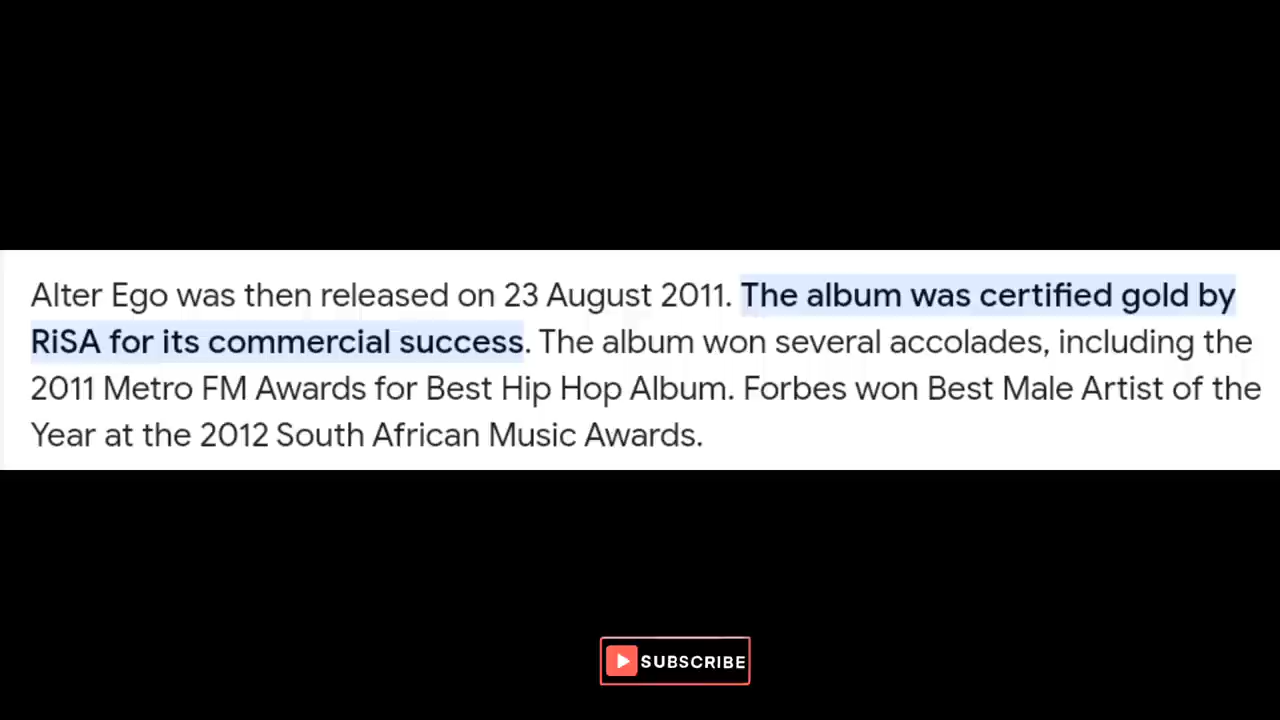 Alter Ego was then released on 23 August 2011. The album was certified gold by
RiSA for its commercial success. The album won several accolades, including the
2011 Metro FM Awards for Best Hip Hop Album. Forbes won Best Male Artist of the
Year at the 2012 South African Music Awards.
SUBSCRIBE